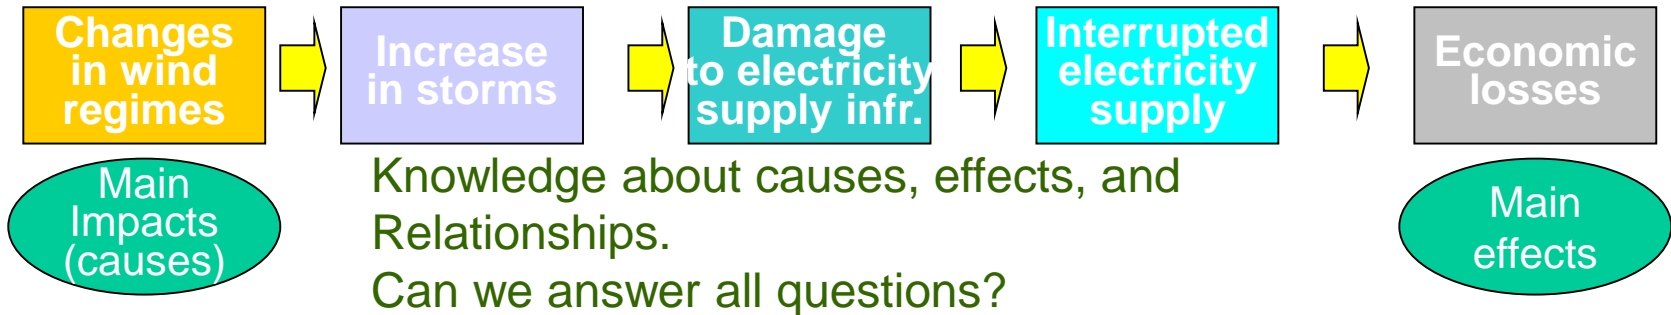 Changes
in wind
regimes
Increase
in storms
Damage
to electricity
supply infr.
Interrupted
electricity
supply
Economic
losses
Main
Impacts
(causes)
Knowledge about causes, effects, and
Relationships.
Can we answer all questions?
Main
effects